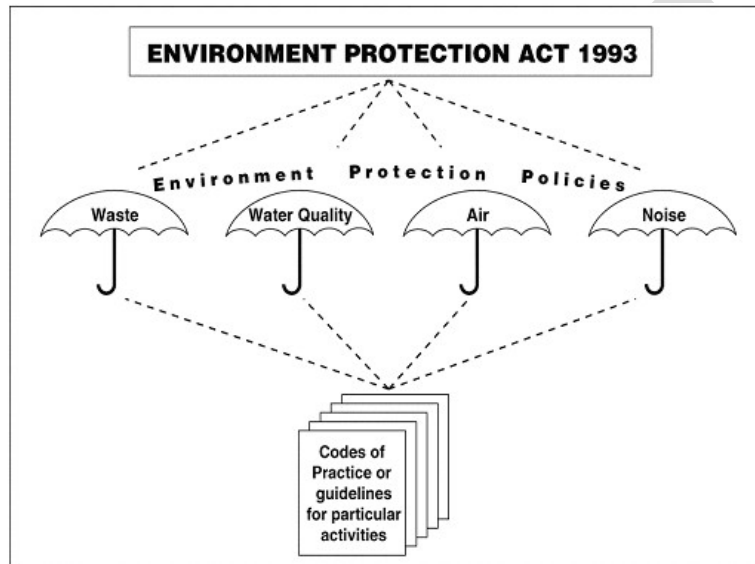 ENVIRONMENT PROTECTION ACT 1993
Environment Protection Policies
Waste
Water Quality
Air
Noise
Codes of
Practice or
guidelines
for particular
activities